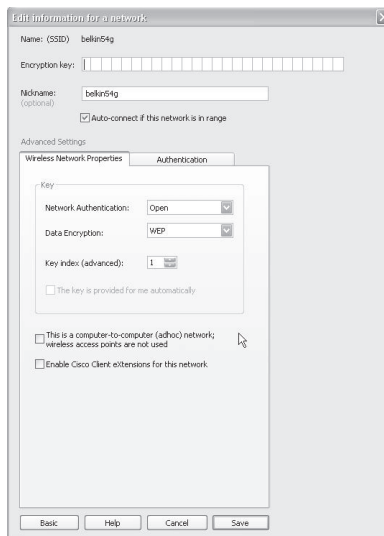 Edit information for a network
Name: (SSID) belkin54g
Encryption key:
Nickname: belkin54g
(optional)
Auto-connect if this network is in range
Advanced Settings
Wireless Network Properties Authentication
Key
Network Authentication: Open
Data Encryption: WEP
Key index (advanced): 1
The key is provided for me automatically
This is a computer-to-computer (adhoc) network;
wireless access points are not used
Enable Cisco Client eXtensions for this network
Basic Help Cancel Save